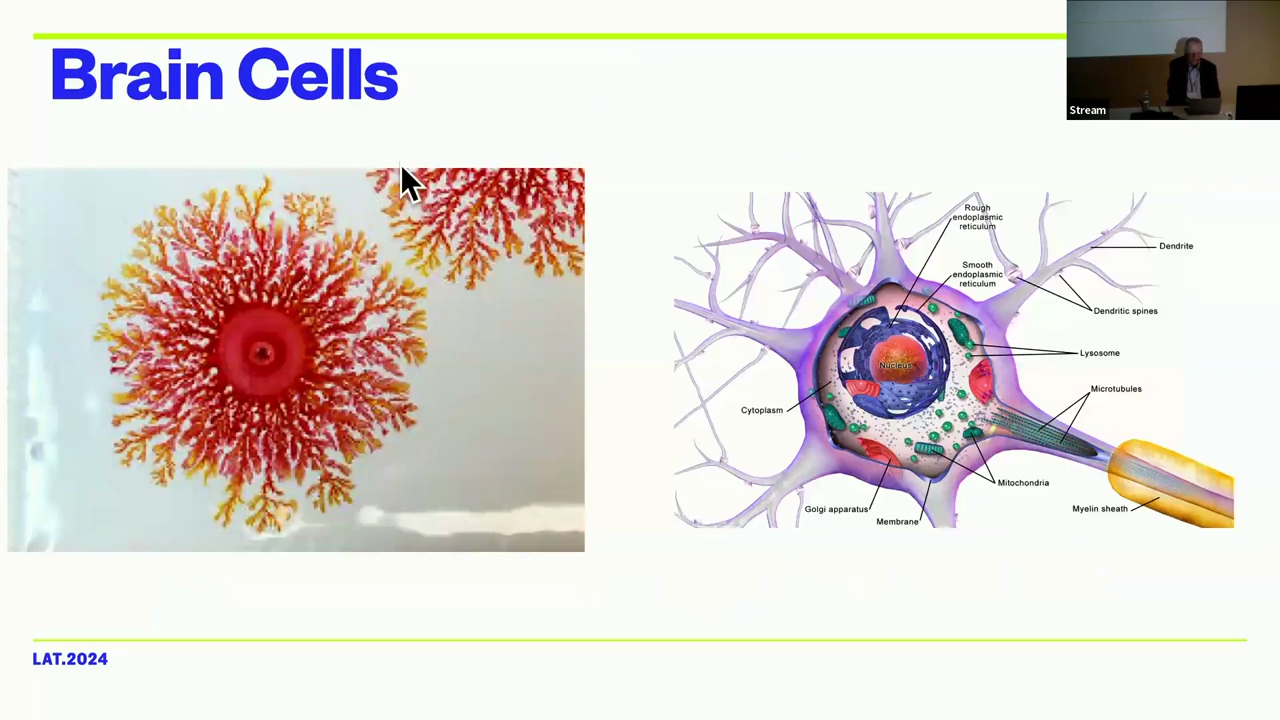 Brain Cells
Stream
Rough
endoplasmic
reticulum
Smooth
endoplasmic
reticulum
Dendrite
Dendritic spines
Lysosome
Microtubules
Nucleus
Cytoplasm
Mitochondria
Golgi apparatus
Membrane
Myelin sheath
LAT.2024